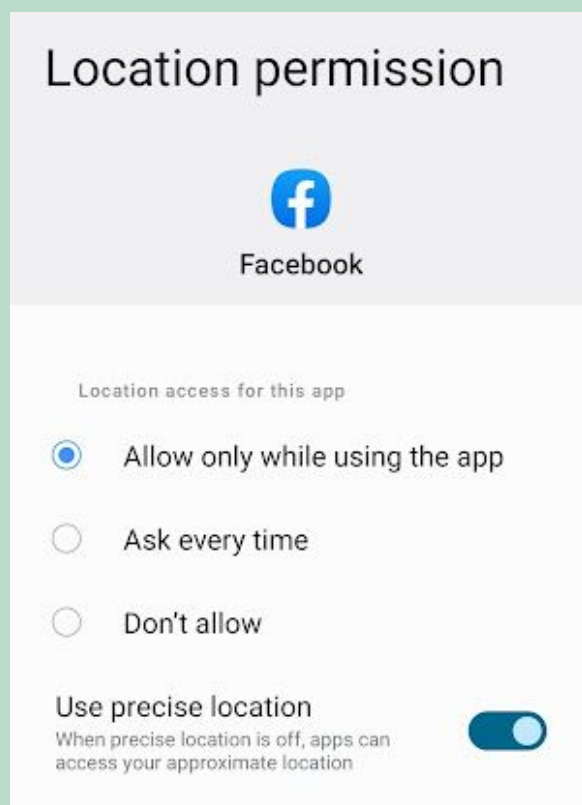 Location permission
Facebook
Location access for this app
Allow only while using the app
Ask every time
Don't allow
Use precise location
When precise location is off, apps can
access your approximate location